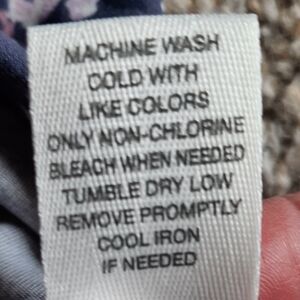 MACHINE WASH
COLD WITH
LIKE COLORS
ONLY NON-CHLORINE
BLEACH WHEN NEEDED
TUMBLE DRY LOW
REMOVE PROMPTLY
COOL IRON
IF NEEDED